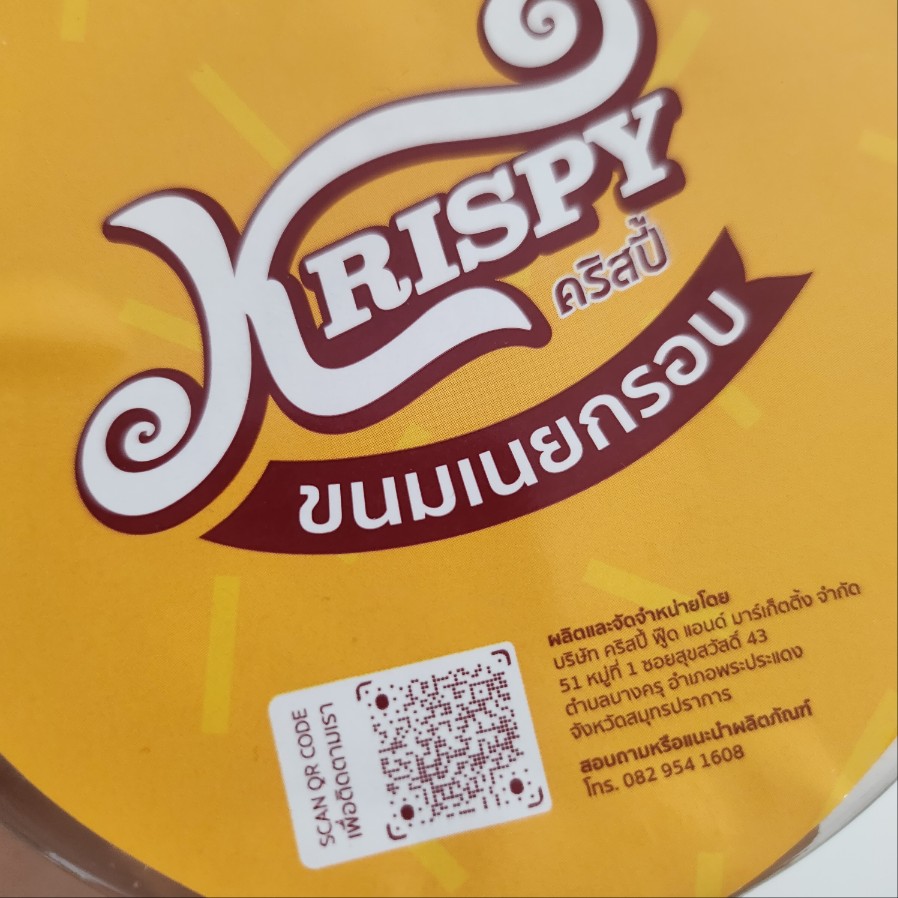 KRISPY
คริสปี้
ขนมเนยกรอบ
ผลิตและจัดจำหน่ายโดย
บริษัท คริสปี้ ฟู๊ด แอนด์ มาร์เก็ตติ้ง จำกัด
51 หมู่ที่ 1 ซอยสุขสวัสดิ์ 43
ตำบลบางครุ อำเภอพระประแดง
จังหวัดสมุทรปราการ
สอบถามหรือแนะนำผลิตภัณฑ์
โทร. 082 954 1608
SCAN QR CODE
เพื่อติดตามเรา